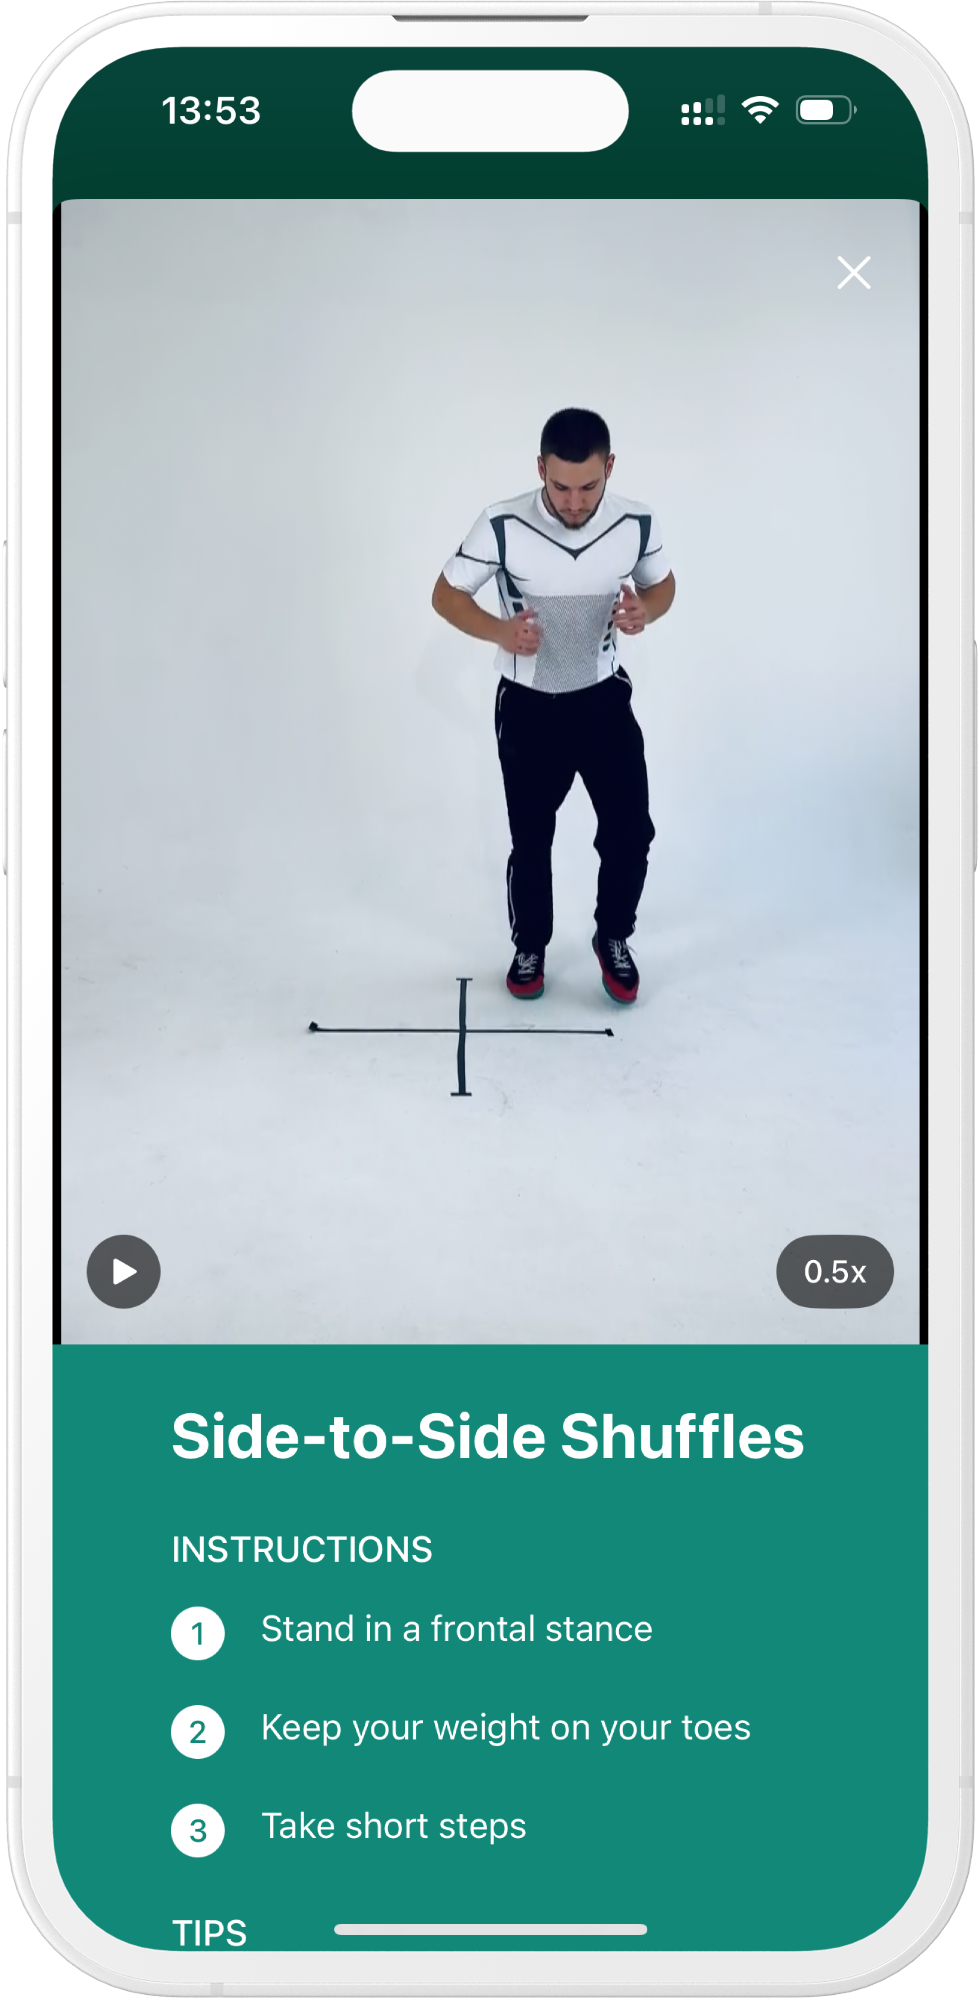 13:53
0.5x
Side-to-Side Shuffles
INSTRUCTIONS
1 Stand in a frontal stance
2 Keep your weight on your toes
3 Take short steps
TIPS